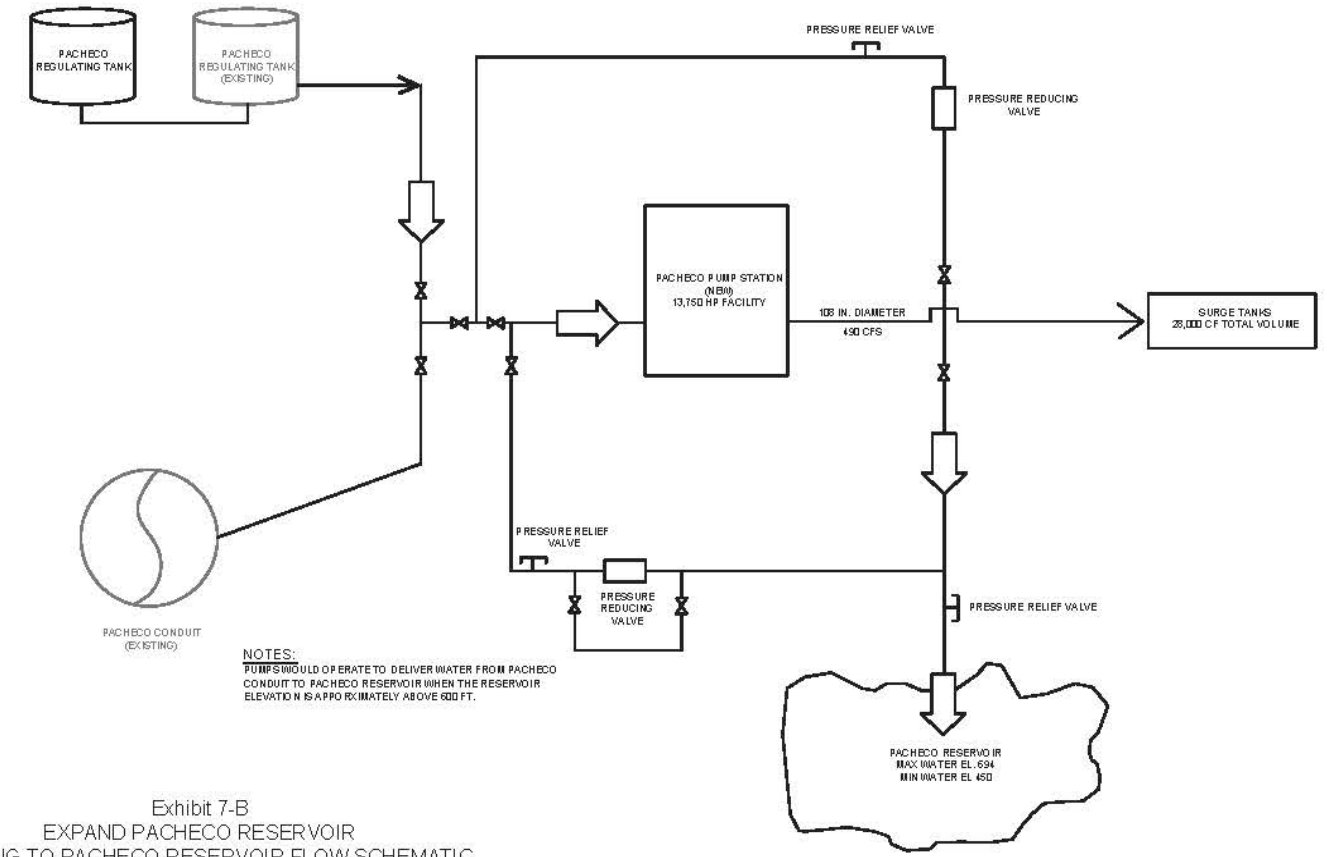 PACHECO
REGULATING TANK
PACHECO
REGULATING TANK
(EXISTING)
PRESSURE RELIEF VALVE
PRESSURE REDUCING
VALVE
PACHECO PUMP STATION
(NEW)
13,750 HP FACILITY
108 IN. DIAMETER
490 CFS
SURGE TANKS
28,000 CF TOTAL VOLUME
PRESSURE RELIEF
VALVE
PRESSURE
REDUCING
VALVE
PRESSURE RELIEF VALVE
PACHECO CONDUIT
(EXISTING)
NOTES:
PUMPS WOULD OPERATE TO DELIVER WATER FROM PACHECO
CONDUIT TO PACHECO RESERVOIR WHEN THE RESERVOIR
ELEVATION IS APPORXIMATELY ABOVE 600 FT.
PACHECO RESERVOIR
MAX WATER EL. 694
MIN WATER EL 450
Exhibit 7-B
EXPAND PACHECO RESERVOIR
TO PACHECO RESERVOIR FLOW SCHEMATIC